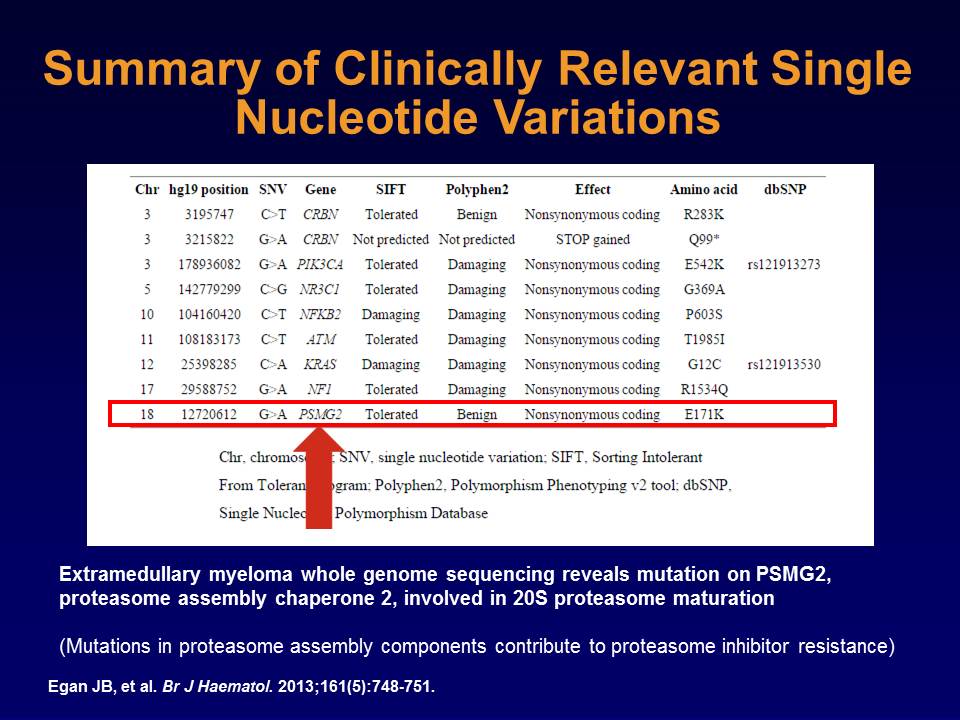 Summary of Clinically Relevant Single
Nucleotide Variations
Chr hg19 position SNV Gene SIFT Polyphen2 Effect Amino acid dbSNP
3 3195747 C>T CRBN Tolerated Benign Nonsynonymous coding R283K
3 3215822 G>A CRBN Not predicted Not predicted STOP gained Q99*
3 178936082 G>A PIK3CA Tolerated Damaging Nonsynonymous coding E542K rs121913273
5 142779299 C>G NR3C1 Tolerated Damaging Nonsynonymous coding G369A
10 104160420 C>T NFKB2 Damaging Damaging Nonsynonymous coding P603S
11 108183173 C>T ATM Tolerated Damaging Nonsynonymous coding T1985I
12 25398285 C>A KRAS Damaging Damaging Nonsynonymous coding G12C rs121913530
17 29588752 G>A NF1 Tolerated Damaging Nonsynonymous coding R1534Q
18 12720612 G>A PSMG2 Tolerated Benign Nonsynonymous coding E171K
Chr, SNV, single nucleotide variation; SIFT, Sorting Intolerant
From Polyphen2, Polymorphism Phenotyping v2 tool; dbSNP,
Single Polymorphism Database
Extramedullary myeloma whole genome sequencing reveals mutation on PSMG2,
proteasome assembly chaperone 2, involved in 20S proteasome maturation
(Mutations in proteasome assembly components contribute to proteasome inhibitor resistance)
Egan JB, et al. Br J Haematol. 2013;161(5):748-751.